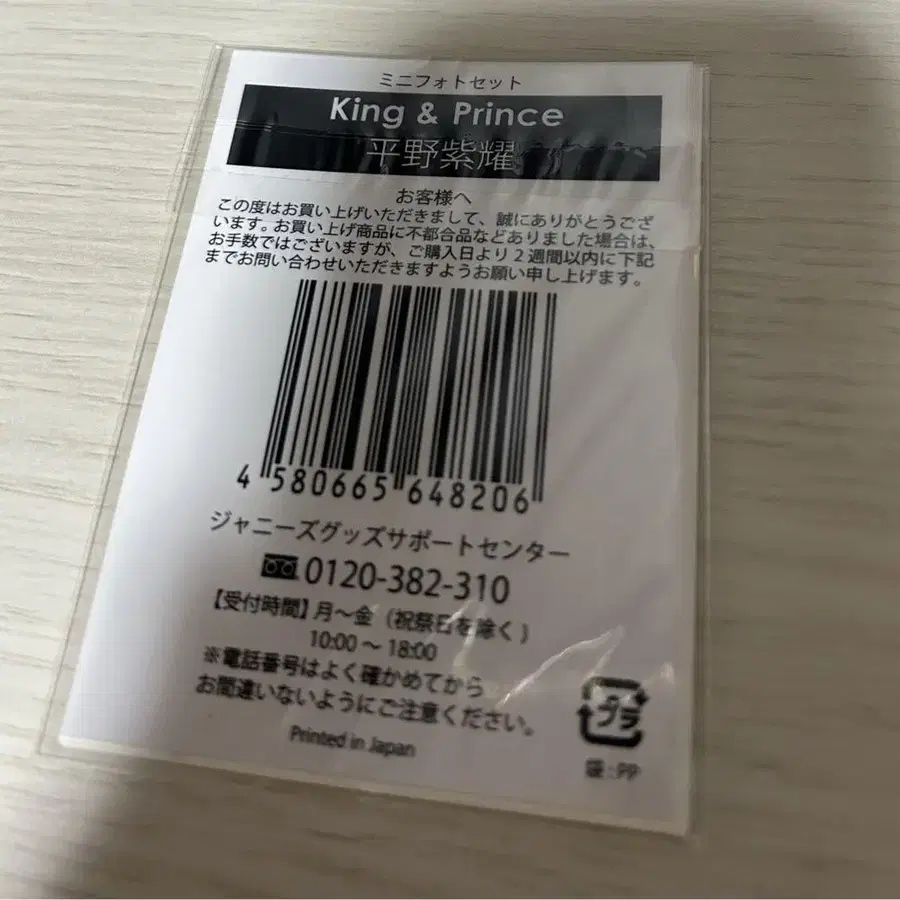 ミニフォトセット
King & Prince
平野紫耀
お客様へ
この度はお買い上げいただきまして、誠にありがとうござ
います。お買い上げ商品に不都合品などありました場合は、
お手数ではございますが、ご購入日より2週間以内に下記
までお問い合わせいただきますようお願い申し上げます。
4 580665 648206
ジャニーズグッズサポートセンター
0120-382-310
【受付時間】月～金（祝祭日を除く）
10:00 ～ 18:00
※電話番号はよく確かめてから
お間違いないようにご注意ください。
Printed in Japan
プラ
袋:PP